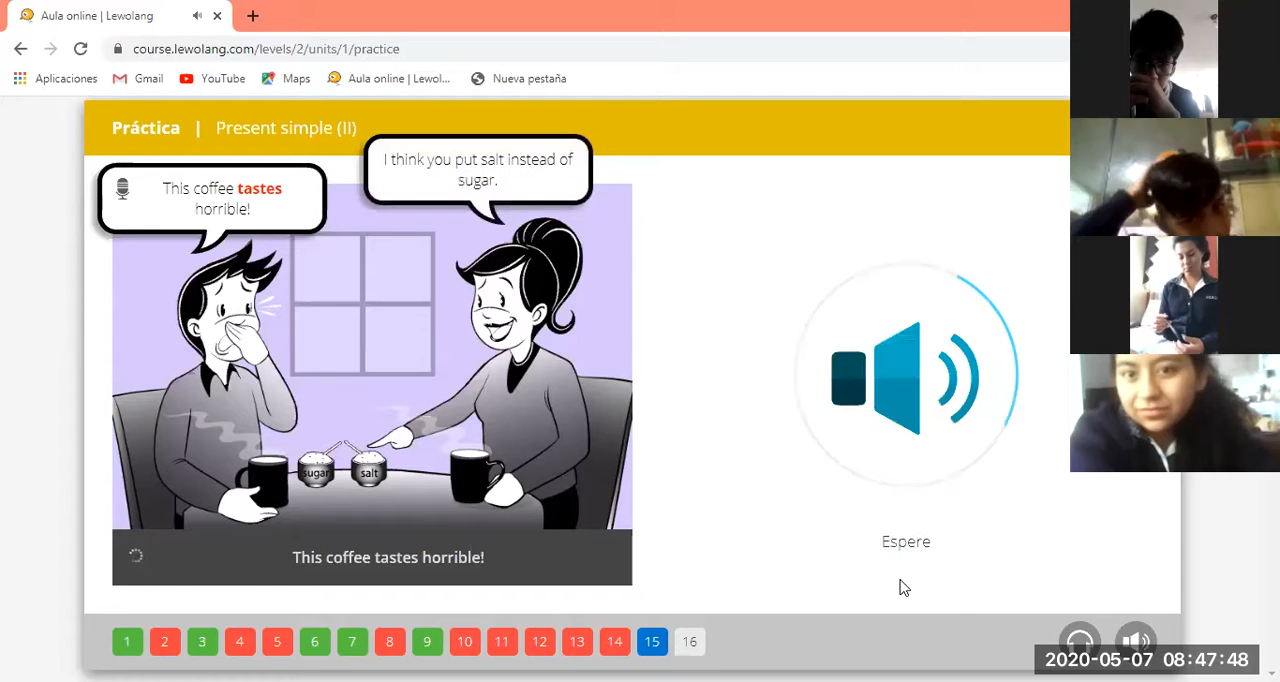 Aula online | Lewolang
course.lewolang.com/levels/2/units/1/practice
Aplicaciones Gmail YouTube Maps Aula online | Lewol... Nueva pestaña
Práctica | Present simple (II)
I think you put salt instead of
sugar.
This coffee tastes
horrible!
sugar salt
This coffee tastes horrible!
Espere
1 2 3 4 5 6 7 8 9 10 11 12 13 14 15 16
2020-05-07 08:47:48